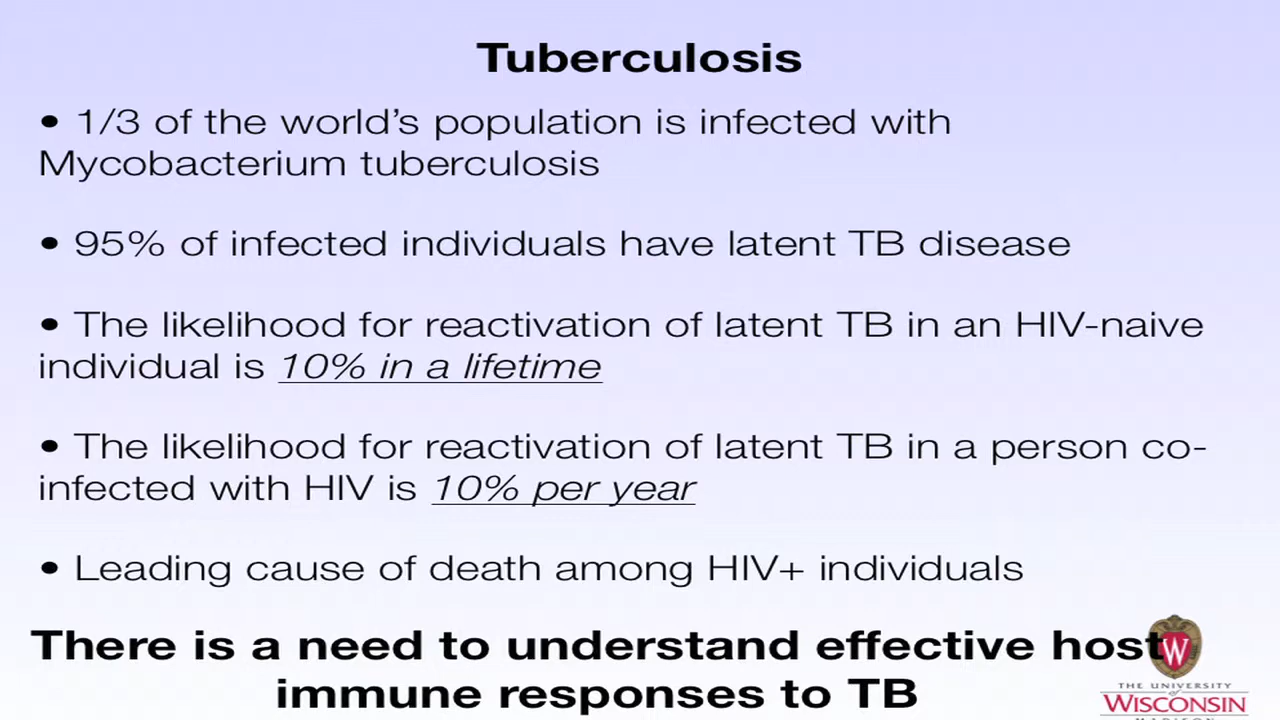 Tuberculosis
• 1/3 of the world's population is infected with
Mycobacterium tuberculosis
• 95% of infected individuals have latent TB disease
• The likelihood for reactivation of latent TB in an HIV-naive
individual is 10% in a lifetime
• The likelihood for reactivation of latent TB in a person co-
infected with HIV is 10% per year
• Leading cause of death among HIV+ individuals
There is a need to understand effective host
immune responses to TB
W
THE UNIVERSITY
of
WISCONSIN
MADISON